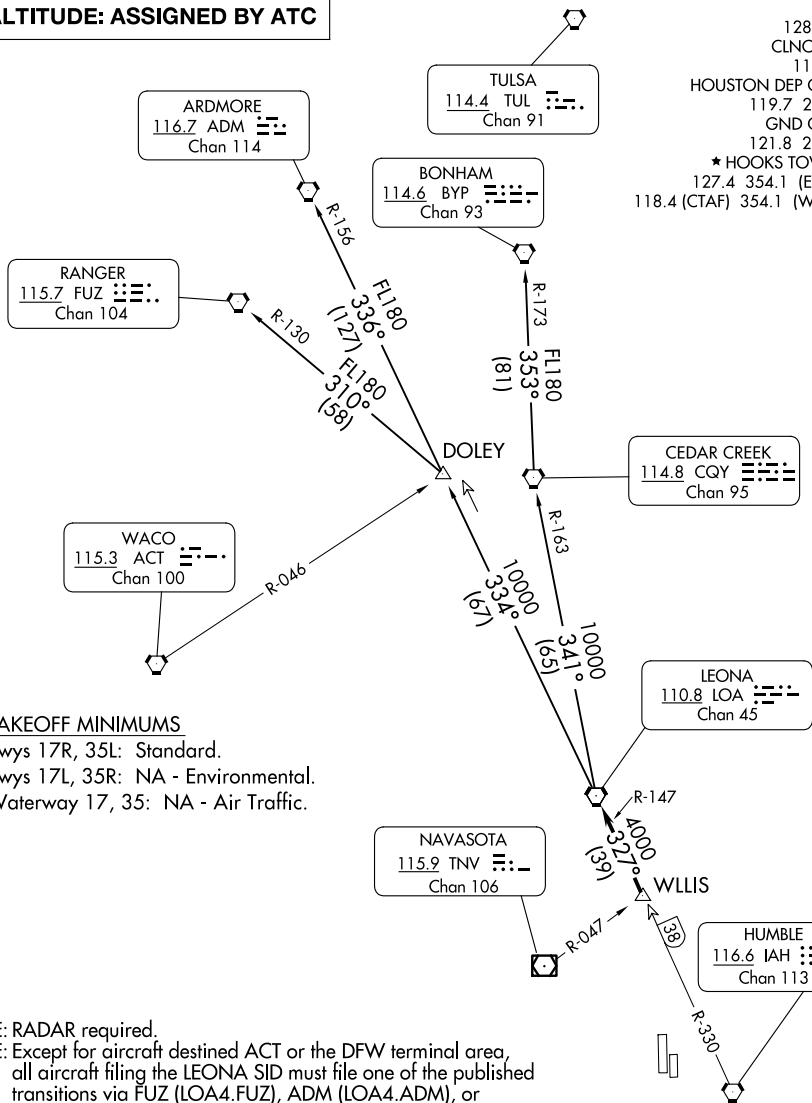 ALTITUDE: ASSIGNED BY ATC
128
CLNC
11
HOUSTON DEP
119.7 2
GND
121.8 2
★ HOOKS TOW
127.4 354.1 (E
118.4 (CTAF) 354.1 (W
TULSA
114.4 TUL
Chan 91
ARDMORE
116.7 ADM
Chan 114
BONHAM
114.6 BYP
Chan 93
RANGER
115.7 FUZ
Chan 104
R-156
R-173
R-130
FL180
336°
(127)
FL180
310°
(58)
FL180
353°
(81)
DOLEY
CEDAR CREEK
114.8 CQY
Chan 95
R-163
WACO
115.3 ACT
Chan 100
R-046
10000
334°
(67)
10000
341°
(65)
LEONA
110.8 LOA
Chan 45
AKEOFF MINIMUMS
wys 17R, 35L: Standard.
wys 17L, 35R: NA - Environmental.
Waterway 17, 35: NA - Air Traffic.
R-147
4000
327°
(39)
NAVASOTA
115.9 TNV
Chan 106
WLLIS
R-047
38
HUMBLE
116.6 IAH
Chan 113
R-330
E: RADAR required.
E: Except for aircraft destined ACT or the DFW terminal area,
all aircraft filing the LEONA SID must file one of the published
transitions via FUZ (LOA4.FUZ), ADM (LOA4.ADM), or